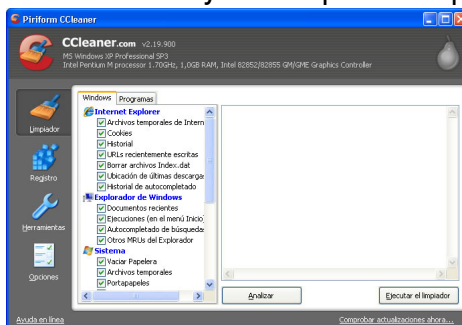 Piriform CCleaner
CCleaner.com v2.19.900
MS Windows XP Professional SP3
Intel Pentium M processor 1.70GHz, 1,0GB RAM, Intel 82852/82855 GM/GME Graphics Controller
Limpiador
Registro
Herramientas
Opciones
Windows Programas
Internet Explorer
Archivos temporales de Intern
Cookies
Historial
URLs recientemente escritas
Borrar archivos Index.dat
Ubicación de últimas descargas
Historial de autocompletado
Explorador de Windows
Documentos recientes
Ejecuciones (en el menú Inicio)
Autocompletado de búsquedas
Otros MRUs del Explorador
Sistema
Vaciar Papelera
Archivos temporales
Portapapeles
Analizar
Ejecutar el limpiador
Ayuda en línea
Comprobar actualizaciones ahora...